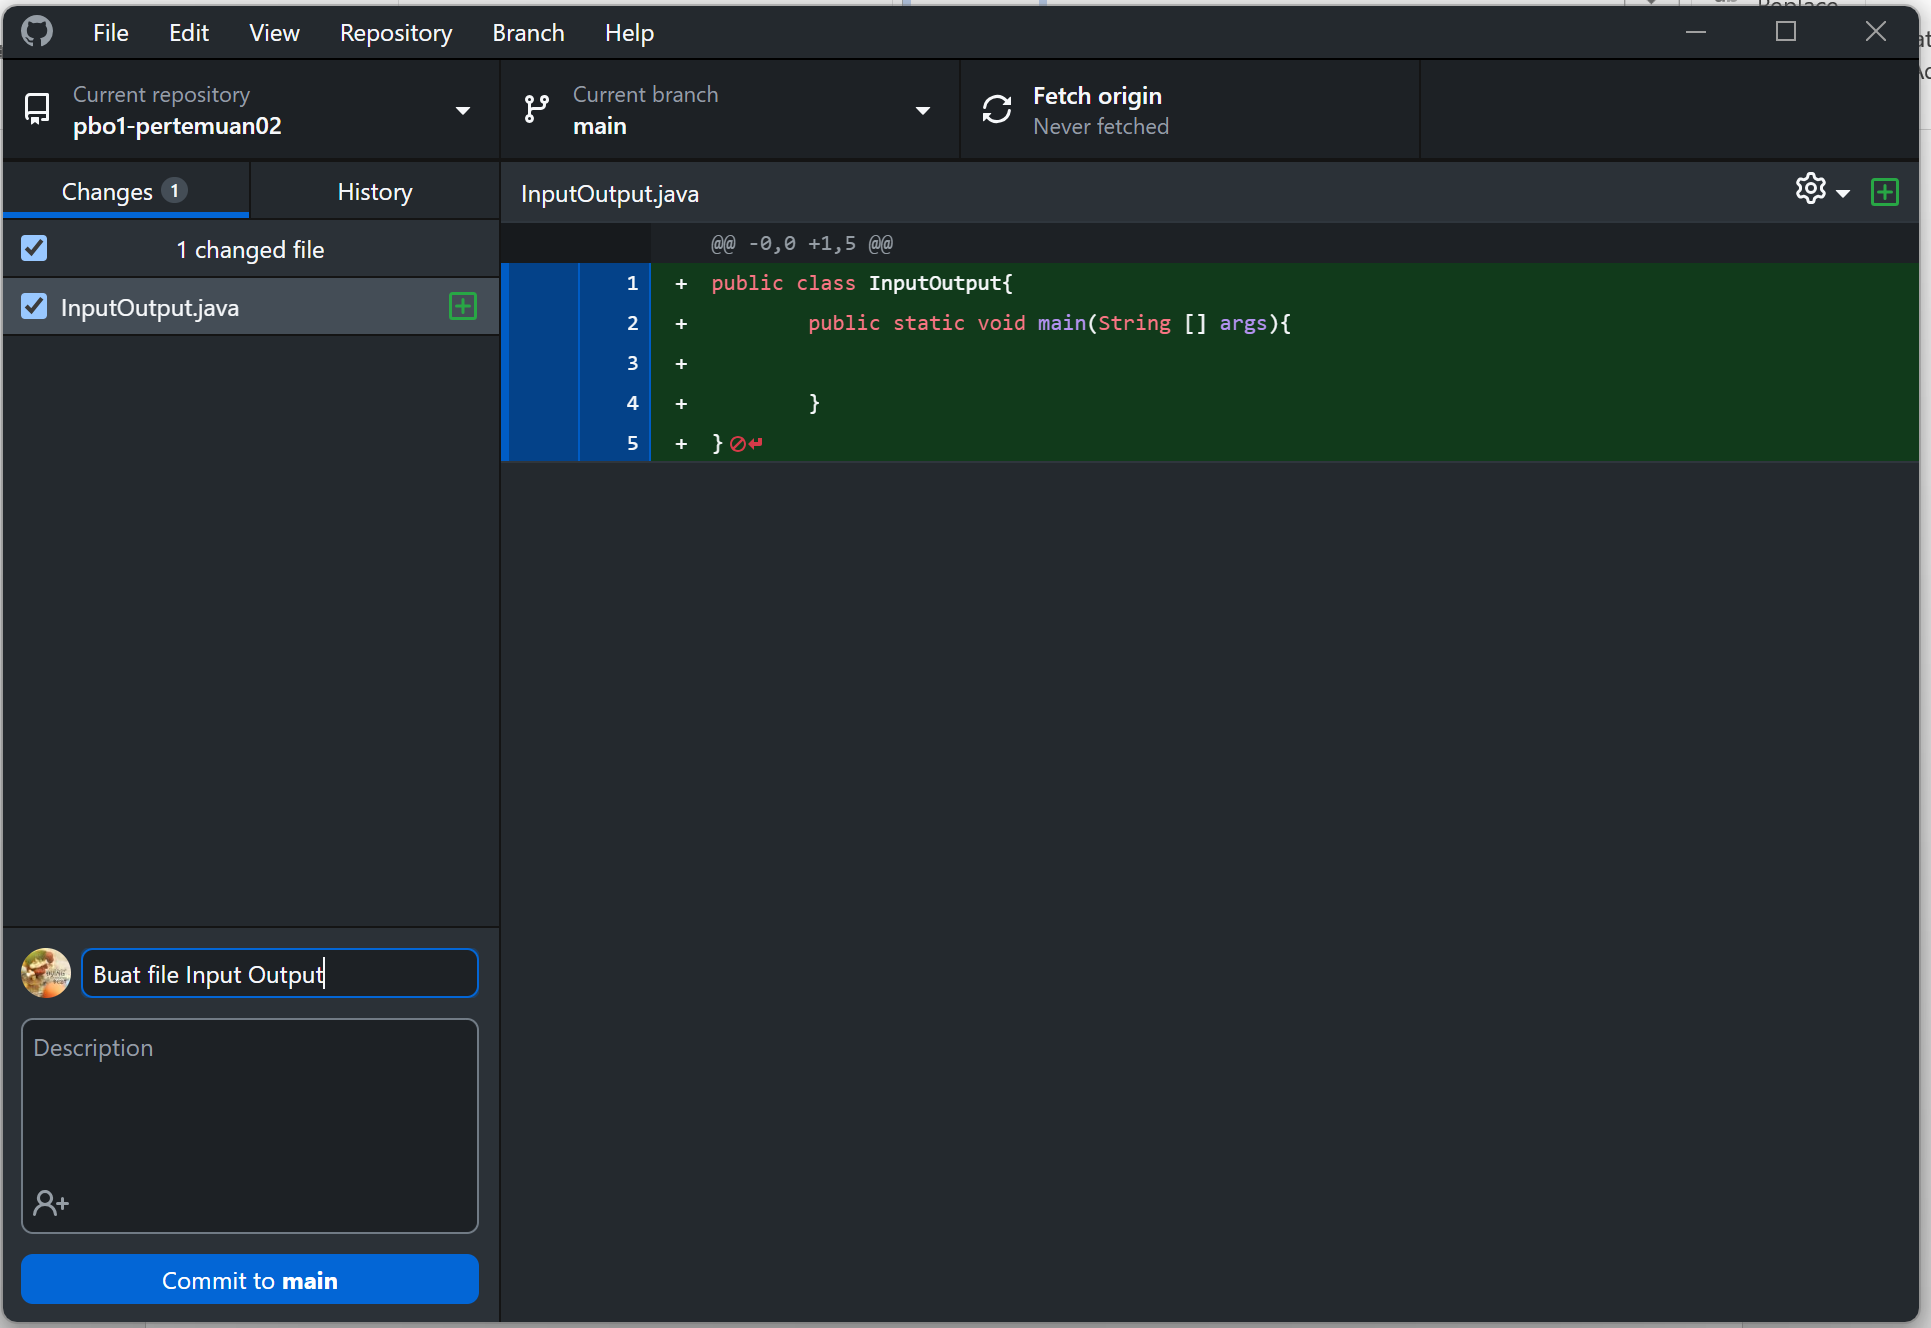 File Edit View Repository Branch Help
Current repository
pbo1-pertemuan02
Current branch
main
Fetch origin
Never fetched
Changes 1
History
1 changed file
InputOutput.java
InputOutput.java
@@ -0,0 +1,5 @@
1 + public class InputOutput{
2 + public static void main(String [] args){
3 +
4 + }
5 + }
Buat file Input Output
Description
Commit to main